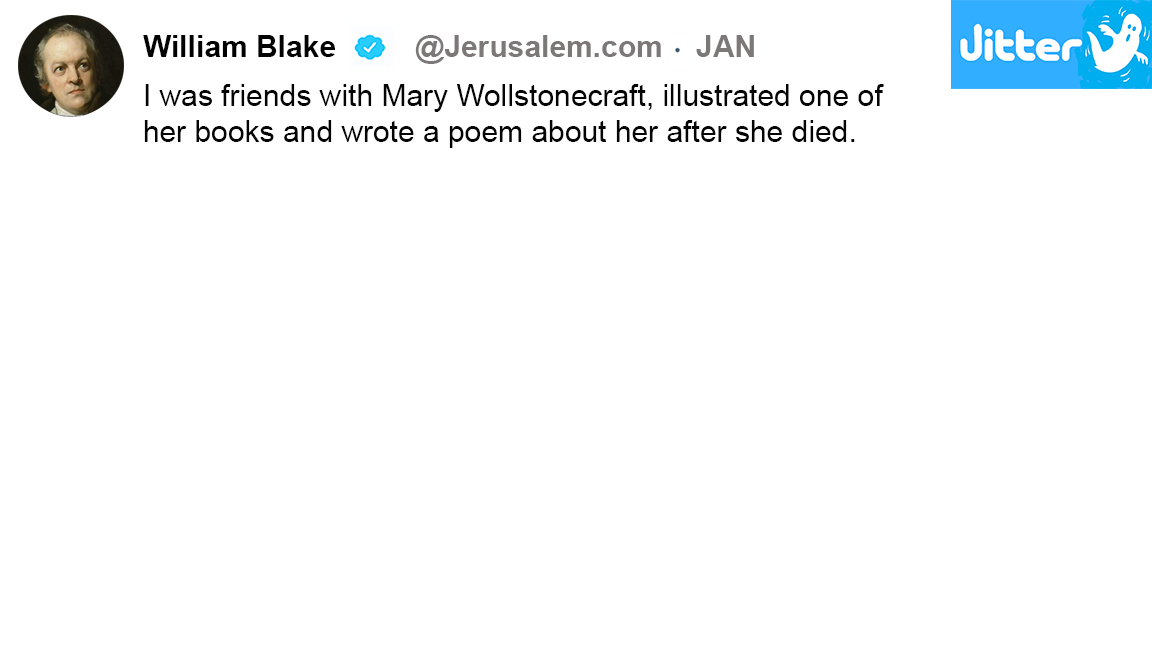 William Blake @Jerusalem.com · JAN
Jitter
I was friends with Mary Wollstonecraft, illustrated one of
her books and wrote a poem about her after she died.